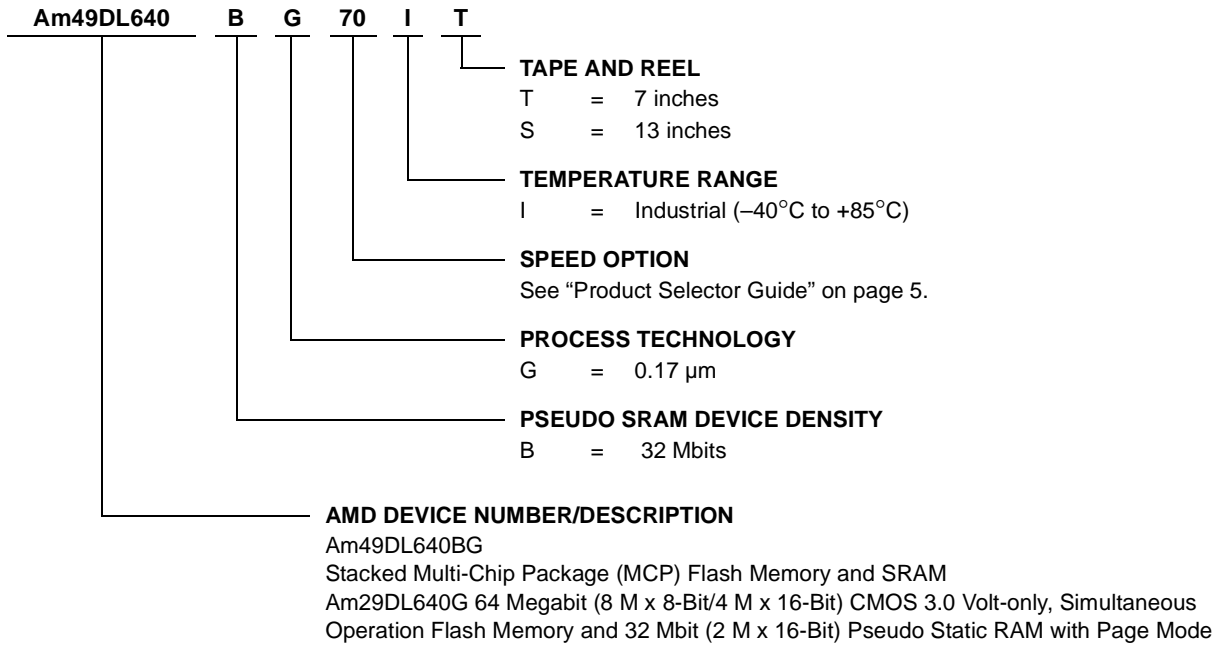 Am49DL640 B G 70 I T
TAPE AND REEL
T = 7 inches
S = 13 inches
TEMPERATURE RANGE
I = Industrial (–40°C to +85°C)
SPEED OPTION
See “Product Selector Guide” on page 5.
PROCESS TECHNOLOGY
G = 0.17 µm
PSEUDO SRAM DEVICE DENSITY
B = 32 Mbits
AMD DEVICE NUMBER/DESCRIPTION
Am49DL640BG
Stacked Multi-Chip Package (MCP) Flash Memory and SRAM
Am29DL640G 64 Megabit (8 M x 8-Bit/4 M x 16-Bit) CMOS 3.0 Volt-only, Simultaneous
Operation Flash Memory and 32 Mbit (2 M x 16-Bit) Pseudo Static RAM with Page Mode